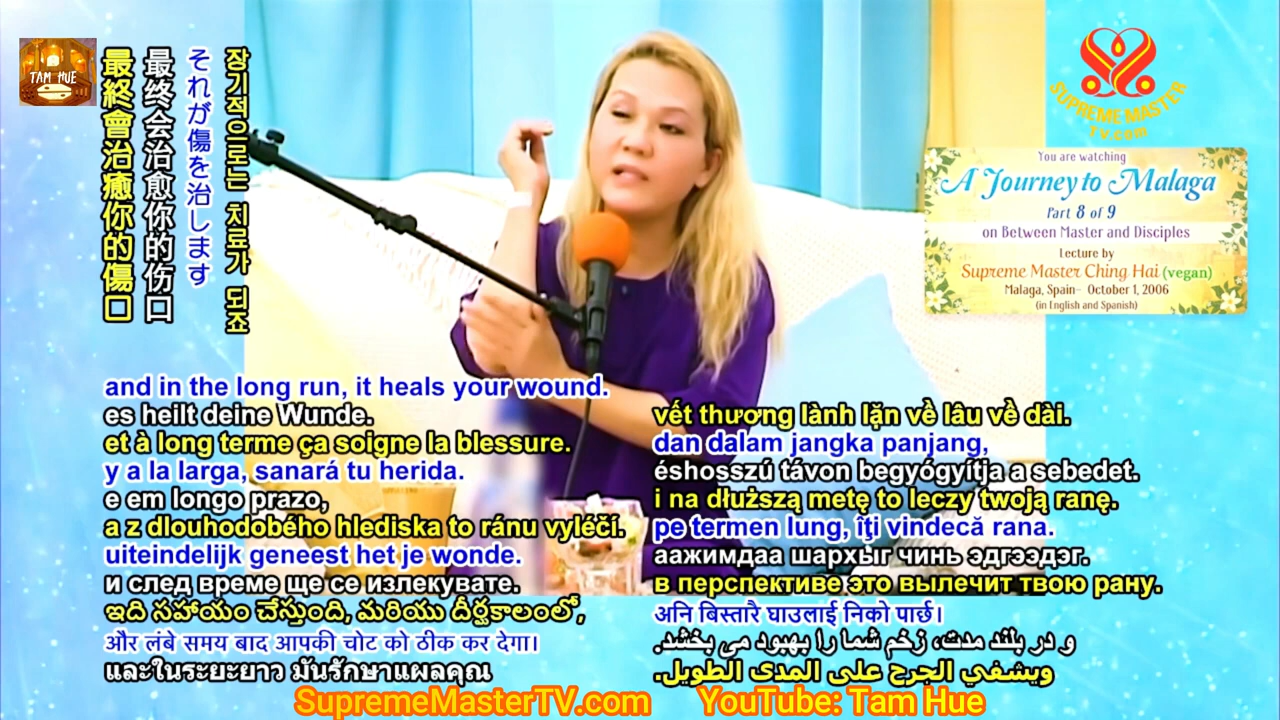 TAM HUE
最終會治癒你的傷口
最终会治愈你的伤口
それが傷を治します
장기적으로는 치료가 되죠
SUPREME MASTER
TV.com
You are watching
A Journey to Malaga
Part 8 of 9
on Between Master and Disciples
Lecture by
Supreme Master Ching Hai (vegan)
Malaga, Spain– October 1, 2006
(in English and Spanish)
and in the long run, it heals your wound.
es heilt deine Wunde.
et à long terme ça soigne la blessure.
y a la larga, sanará tu herida.
e em longo prazo,
a z dlouhodobého hlediska to ránu vyléčí.
uiteindelijk geneest het je wonde.
и след време ще се излекувате.
ఇది సహాయం చేస్తుంది, మరియు దీర్ఘకాలంలో,
और लंबे समय बाद आपकी चोट को ठीक कर देगा।
และในระยะยาว มันรักษาแผลคุณ
vết thương lành lặn về lâu về dài.
dan dalam jangka panjang,
éshosszú távon begyógyítja a sebedet.
i na dłuższą metę to leczy twoją ranę.
pe termen lung, îţi vindecă rana.
аажимдаа шархыг чинь эдгээдэг.
в перспективе это вылечит твою рану.
अनि बिस्तारै घाउलाई निको पार्छ।
و در بلند مدت، زخم شما را بهبود می بخشد.
ويشفي الجرح على المدى الطويل.
SupremeMasterTV.com YouTube: Tam Hue